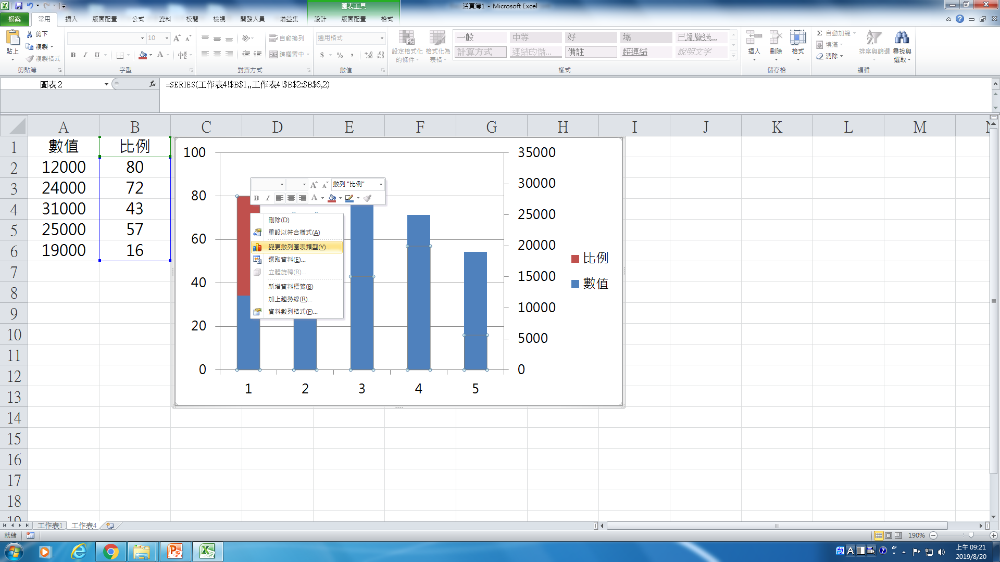 圖表工具
活頁簿1 - Microsoft Excel
檔案 常用 插入 版面配置 公式 資料 校閱 檢視 開發人員 增益集 設計 版面配置 格式
貼上 剪下 複製 複製格式 剪貼簿
10 A A B I U A 中 字型
自動換列 跨欄置中 對齊方式
通用格式 $ % , .00 數值
設定格式化的條件 格式化為表格
一般 中等 好 壞 已瀏覽過...
計算方式 連結的儲... 備註 超連結 說明文字
樣式
插入 刪除 格式 儲存格
Σ 自動加總 填滿 清除 排序與篩選 尋找與選取 編輯
圖表 2 fx =SERIES(工作表4!$B$1,,工作表4!$B$2:$B$6,2)
A B C D E F G H I J K L M
1 數值 比例
2 12000 80
3 24000 72
4 31000 43
5 25000 57
6 19000 16
7
8
9
10
11
12
13
14
15
16
17
18
19
100
80
60
40
20
0
35000
30000
25000
20000
15000
10000
5000
0
1 2 3 4 5
比例
數值
A A 數列 "比例"
B I A
刪除(D)
重設以符合樣式(A)
變更數列圖表類型(Y)...
選取資料(E)...
立體旋轉(R)...
新增資料標籤(B)
加上趨勢線(R)...
資料數列格式(F)...
工作表1 工作表4
就緒
190%
上午 09:21
2019/8/20